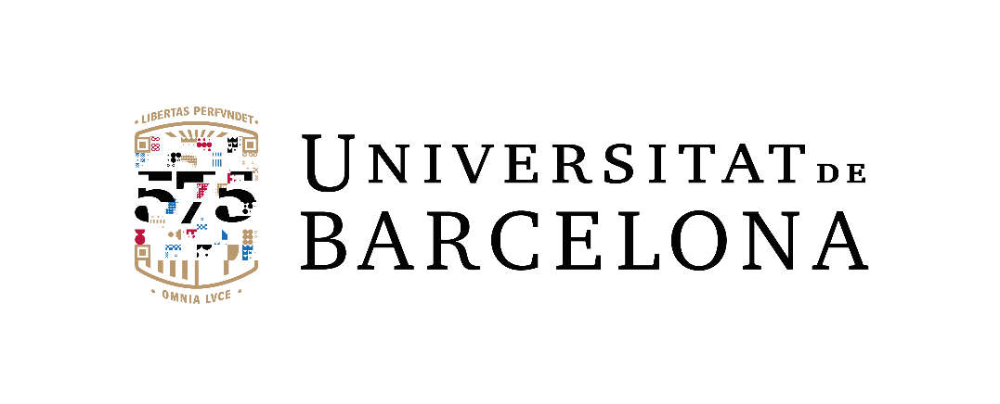 · LIBERTAS PERFVNDET ·
575
· OMNIA LVCE ·
UNIVERSITAT DE
BARCELONA